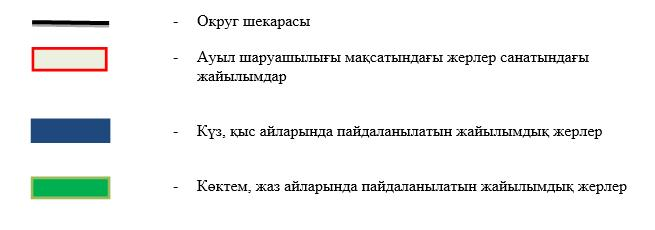 - Округ шекарасы
- Ауыл шаруашылығы мақсатындағы жерлер санатындағы
жайылымдар
- Күз, қыс айларында пайдаланылатын жайылымдық жерлер
- Көктем, жаз айларында пайдаланылатын жайылымдық жерлер